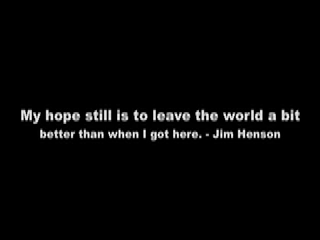 My hope still is to leave the world a bit
better than when I got here. - Jim Henson